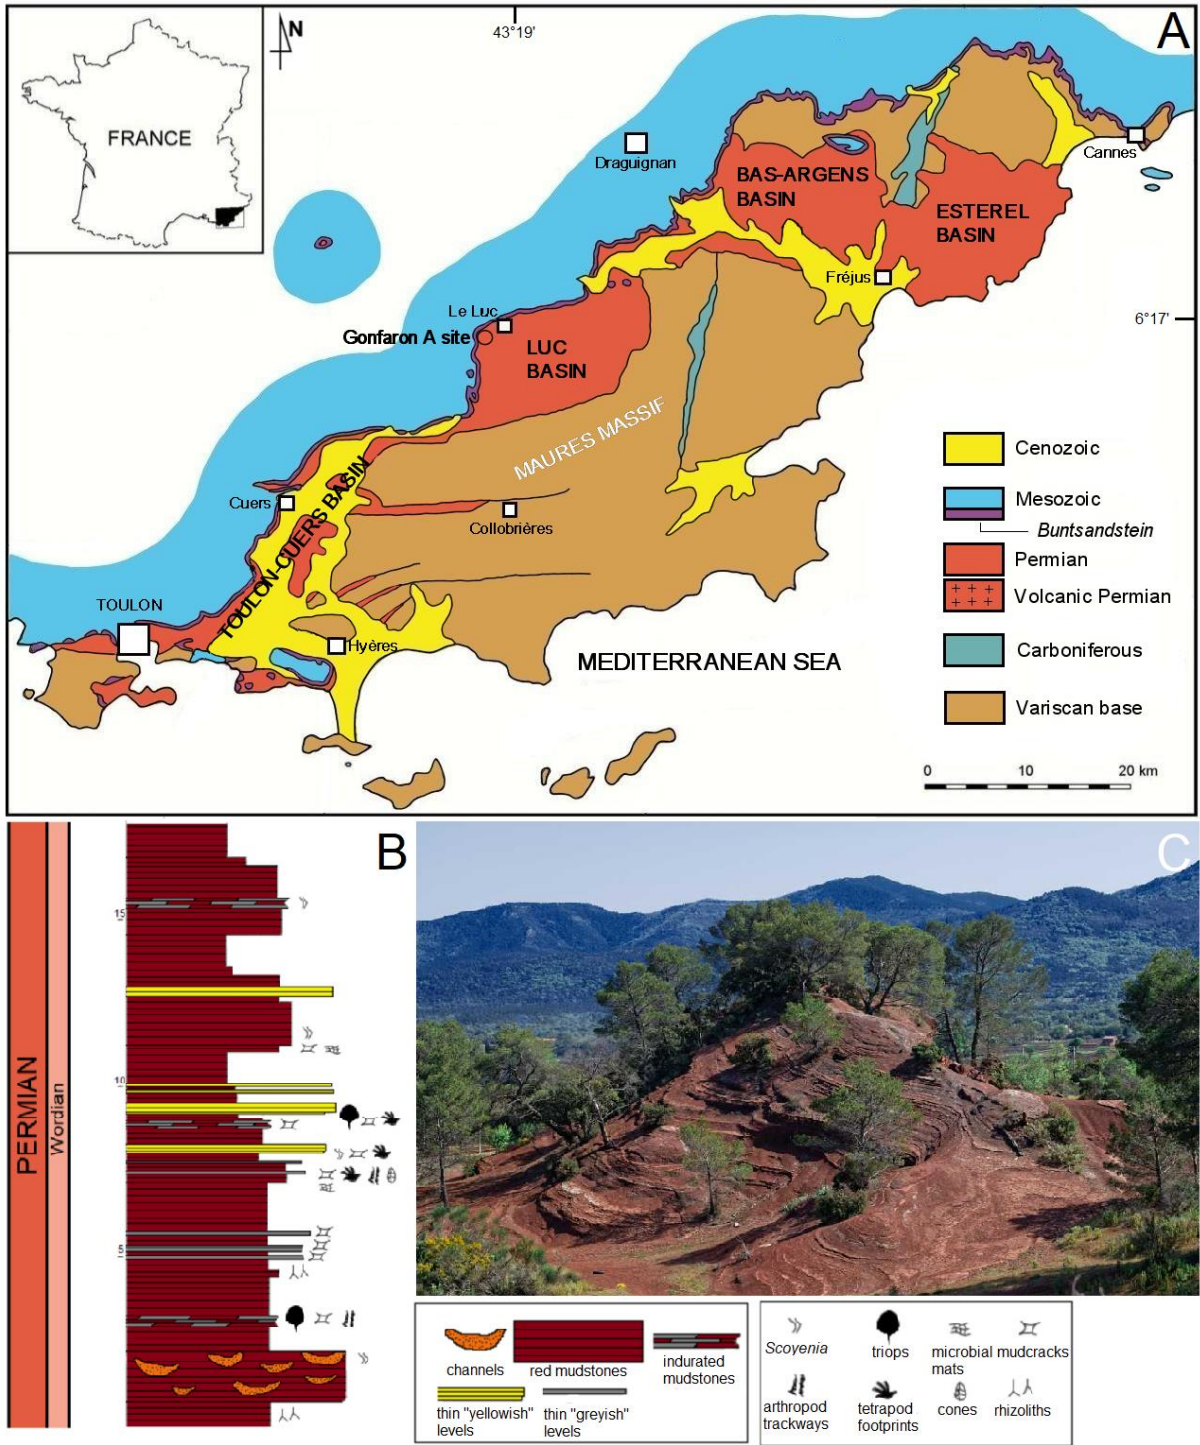 A
43°19'
N
FRANCE
Draguignan
Cannes
BAS-ARGENS
BASIN
ESTEREL
BASIN
Fréjus
6°17'
Le Luc
Gonfaron A site
LUC
BASIN
MAURES MASSIF
Cuers
TOULON-CUERS BASIN
Collobrières
TOULON
Hyères
MEDITERRANEAN SEA
Cenozoic
Mesozoic
Buntsandstein
Permian
Volcanic Permian
Carboniferous
Variscan base
0 10 20 km
B
C
PERMIAN
Wordian
15
10
5
channels
red mudstones
indurated
mudstones
thin "yellowish"
levels
thin "greyish"
levels
Scoyenia
triops
microbial
mats
mudcracks
arthropod
trackways
tetrapod
footprints
cones
rhizoliths